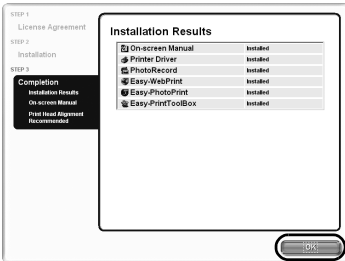 STEP 1
License Agreement
STEP 2
Installation
STEP 3
Completion
Installation Results
On-screen Manual
Print Head Alignment
Recommended
Installation Results
On-screen Manual Installed
Printer Driver Installed
PhotoRecord Installed
Easy-WebPrint Installed
Easy-PhotoPrint Installed
Easy-PrintToolBox Installed
OK